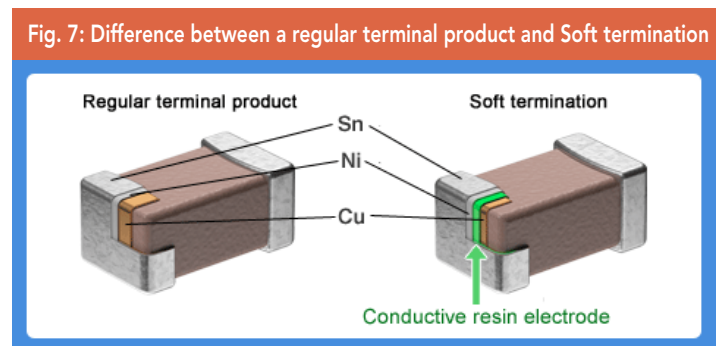 Fig. 7: Difference between a regular terminal product and Soft termination
Regular terminal product
Soft termination
Sn
Ni
Cu
Conductive resin electrode